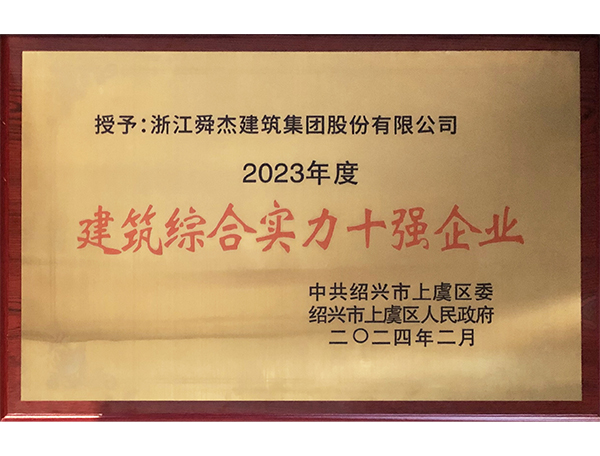 授予：浙江舜杰建筑集团股份有限公司
2023年度
建筑综合实力十强企业
中共绍兴市上虞区委
绍兴市上虞区人民政府
二〇二四年二月